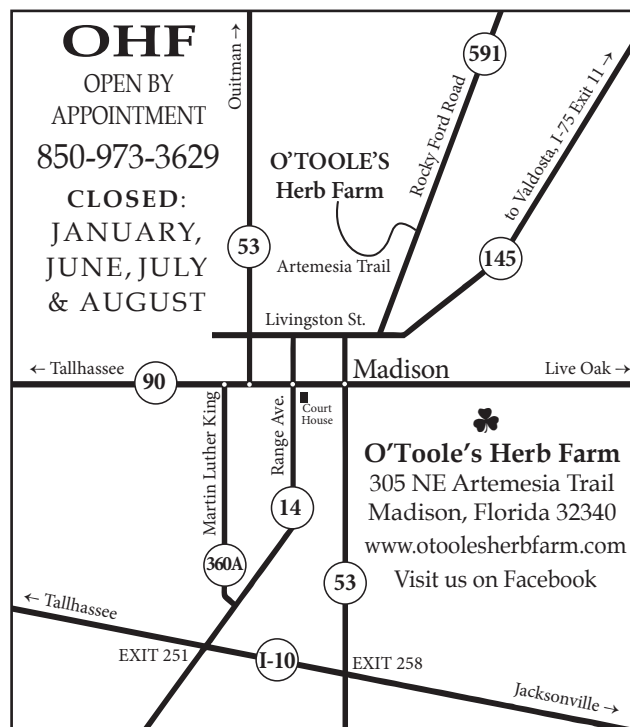 OHF
OPEN BY
APPOINTMENT
850-973-3629
CLOSED:
JANUARY,
JUNE, JULY
& AUGUST
Ouitman →
53
O'TOOLE'S
Herb Farm
Artemesia Trail
Rocky Ford Road
591
to Valdosta, I-75 Exit 11 →
145
Livingston St.
← Tallhassee
90
Madison
Live Oak →
Martin Luther King
Range Ave.
Court
House
14
360A
53
O'Toole's Herb Farm
305 NE Artemesia Trail
Madison, Florida 32340
www.otoolesherbfarm.com
Visit us on Facebook
← Tallhassee
EXIT 251
I-10
EXIT 258
Jacksonville →